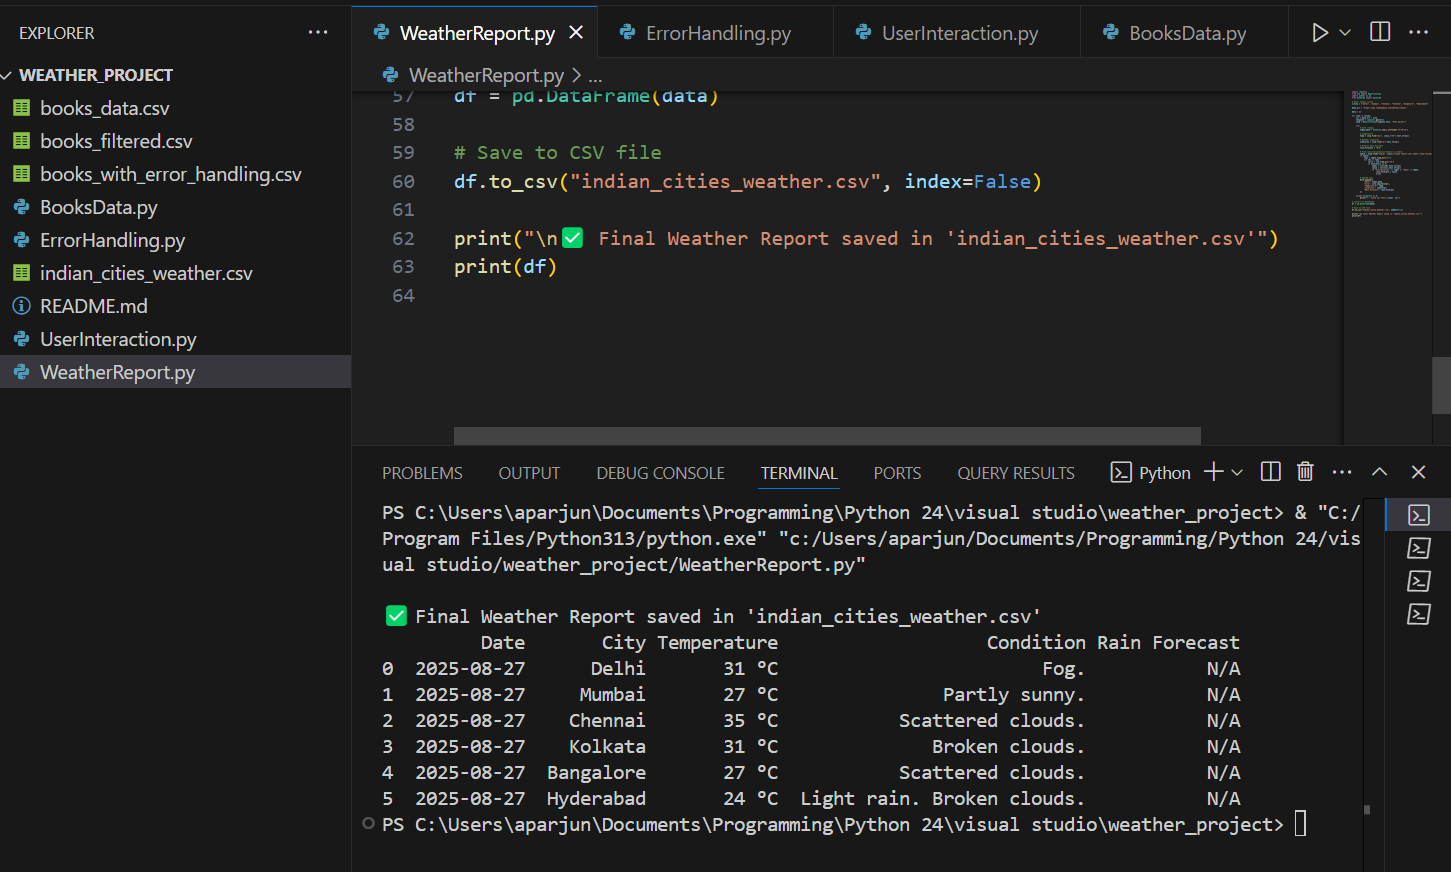 EXPLORER
WEATHER_PROJECT
books_data.csv
books_filtered.csv
books_with_error_handling.csv
BooksData.py
ErrorHandling.py
indian_cities_weather.csv
README.md
UserInteraction.py
WeatherReport.py
WeatherReport.py ErrorHandling.py UserInteraction.py BooksData.py
WeatherReport.py > ...
57 df = pd.DataFrame(data)
58
59 # Save to CSV file
60 df.to_csv("indian_cities_weather.csv", index=False)
61
62 print("\n✅ Final Weather Report saved in 'indian_cities_weather.csv'")
63 print(df)
64
PROBLEMS OUTPUT DEBUG CONSOLE TERMINAL PORTS QUERY RESULTS Python
PS C:\Users\aparjun\Documents\Programming\Python 24\visual studio\weather_project> & "C:/
Program Files/Python313/python.exe" "c:/Users/aparjun/Documents/Programming/Python 24/vis
ual studio/weather_project/WeatherReport.py"
✅ Final Weather Report saved in 'indian_cities_weather.csv'
Date City Temperature Condition Rain Forecast
0 2025-08-27 Delhi 31 °C Fog. N/A
1 2025-08-27 Mumbai 27 °C Partly sunny. N/A
2 2025-08-27 Chennai 35 °C Scattered clouds. N/A
3 2025-08-27 Kolkata 31 °C Broken clouds. N/A
4 2025-08-27 Bangalore 27 °C Scattered clouds. N/A
5 2025-08-27 Hyderabad 24 °C Light rain. Broken clouds. N/A
PS C:\Users\aparjun\Documents\Programming\Python 24\visual studio\weather_project>